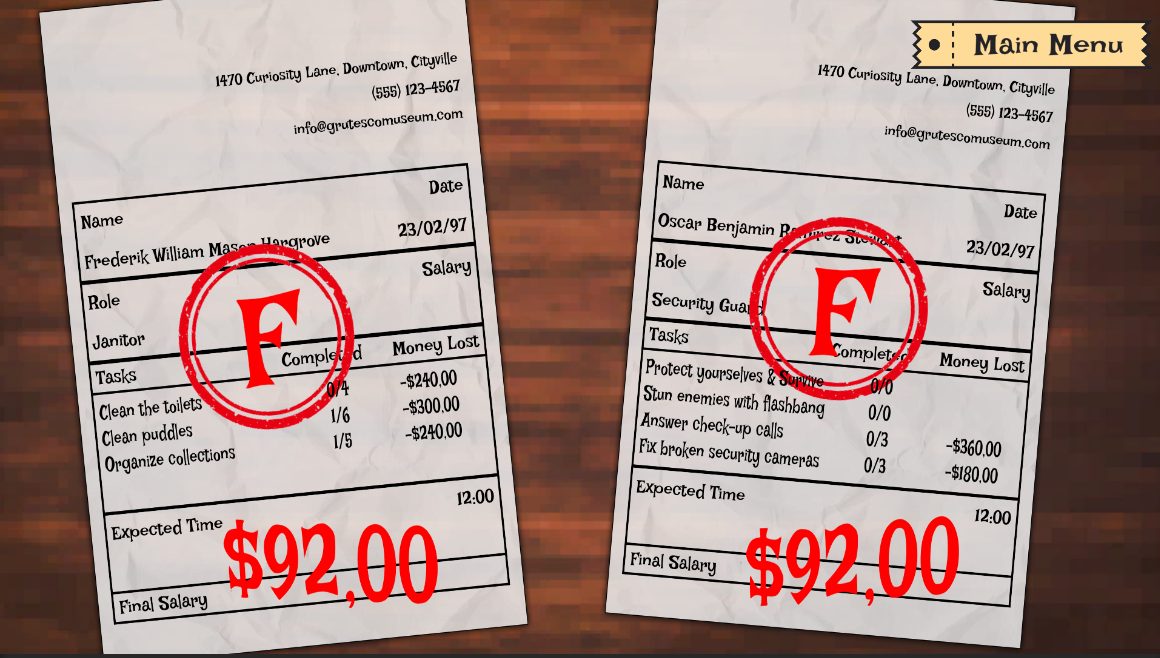 Main Menu
1470 Curiosity Lane, Downtown, Cityville
(555) 123-4567
info@grutescomuseum.com
Name
Date
Frederik William Mason Hargrove
23/02/97
Role
Salary
Janitor
F
Tasks Completed Money Lost
Clean the toilets 0/4 -$240.00
Clean puddles 1/6 -$300.00
Organize collections 1/5 -$240.00
Expected Time
12:00
$92,00
Final Salary
1470 Curiosity Lane, Downtown, Cityville
(555) 123-4567
info@grutescomuseum.com
Name
Date
Oscar Benjamin Ramirez Stewart
23/02/97
Role
Salary
Security Guard
F
Tasks Completed Money Lost
Protect yourselves & Survive 0/0
Stun enemies with flashbang 0/0
Answer check-up calls 0/3 -$360.00
Fix broken security cameras 0/3 -$180.00
Expected Time
12:00
$92,00
Final Salary